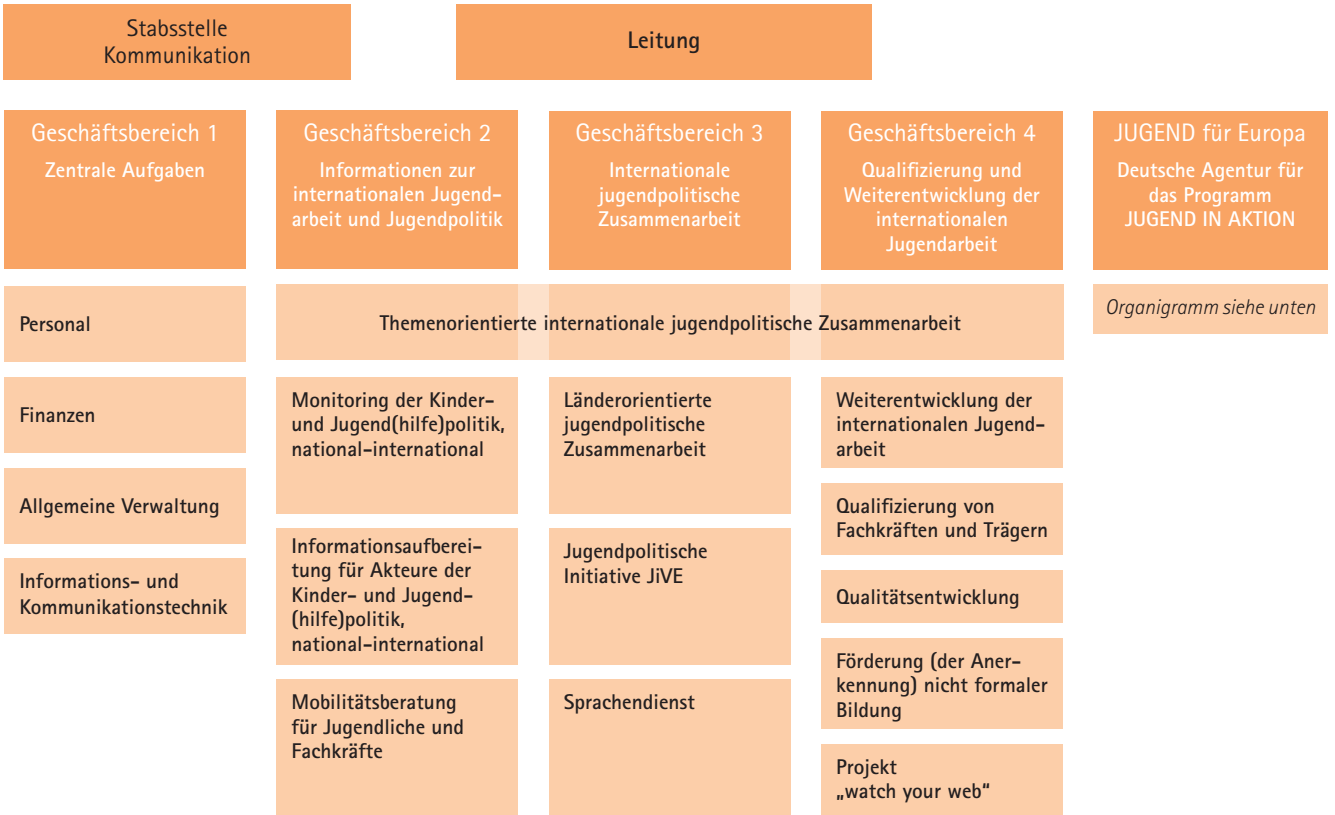 Stabsstelle
Kommunikation
Leitung
Geschäftsbereich 1
Zentrale Aufgaben
Geschäftsbereich 2
Informationen zur
internationalen Jugend-
arbeit und Jugendpolitik
Geschäftsbereich 3
Internationale
jugendpolitische
Zusammenarbeit
Geschäftsbereich 4
Qualifizierung und
Weiterentwicklung der
internationalen
Jugendarbeit
JUGEND für Europa
Deutsche Agentur für
das Programm
JUGEND IN AKTION
Personal
Finanzen
Allgemeine Verwaltung
Informations- und
Kommunikationstechnik
Themenorientierte internationale jugendpolitische Zusammenarbeit
Monitoring der Kinder-
und Jugend(hilfe)politik,
national-international
Informationsaufberei-
tung für Akteure der
Kinder- und Jugend-
(hilfe)politik,
national-international
Mobilitätsberatung
für Jugendliche und
Fachkräfte
Länderorientierte
jugendpolitische
Zusammenarbeit
Jugendpolitische
Initiative JiVE
Sprachendienst
Weiterentwicklung der
internationalen Jugend-
arbeit
Qualifizierung von
Fachkräften und Trägern
Qualitätsentwicklung
Förderung (der Aner-
kennung) nicht formaler
Bildung
Projekt
„watch your web“
Organigramm siehe unten